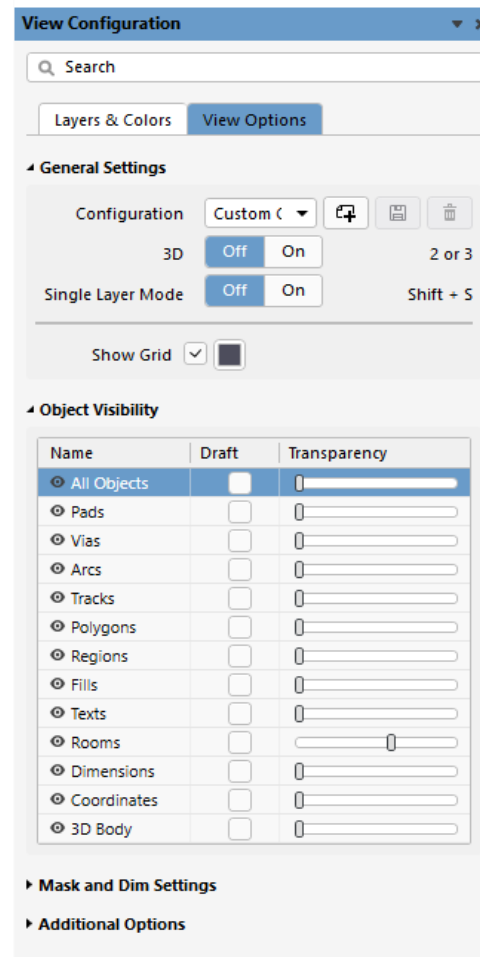 View Configuration
Search
Layers & Colors View Options
General Settings
Configuration Custom C
3D Off On 2 or 3
Single Layer Mode Off On Shift + S
Show Grid
Object Visibility
Name Draft Transparency
All Objects
Pads
Vias
Arcs
Tracks
Polygons
Regions
Fills
Texts
Rooms
Dimensions
Coordinates
3D Body
Mask and Dim Settings
Additional Options